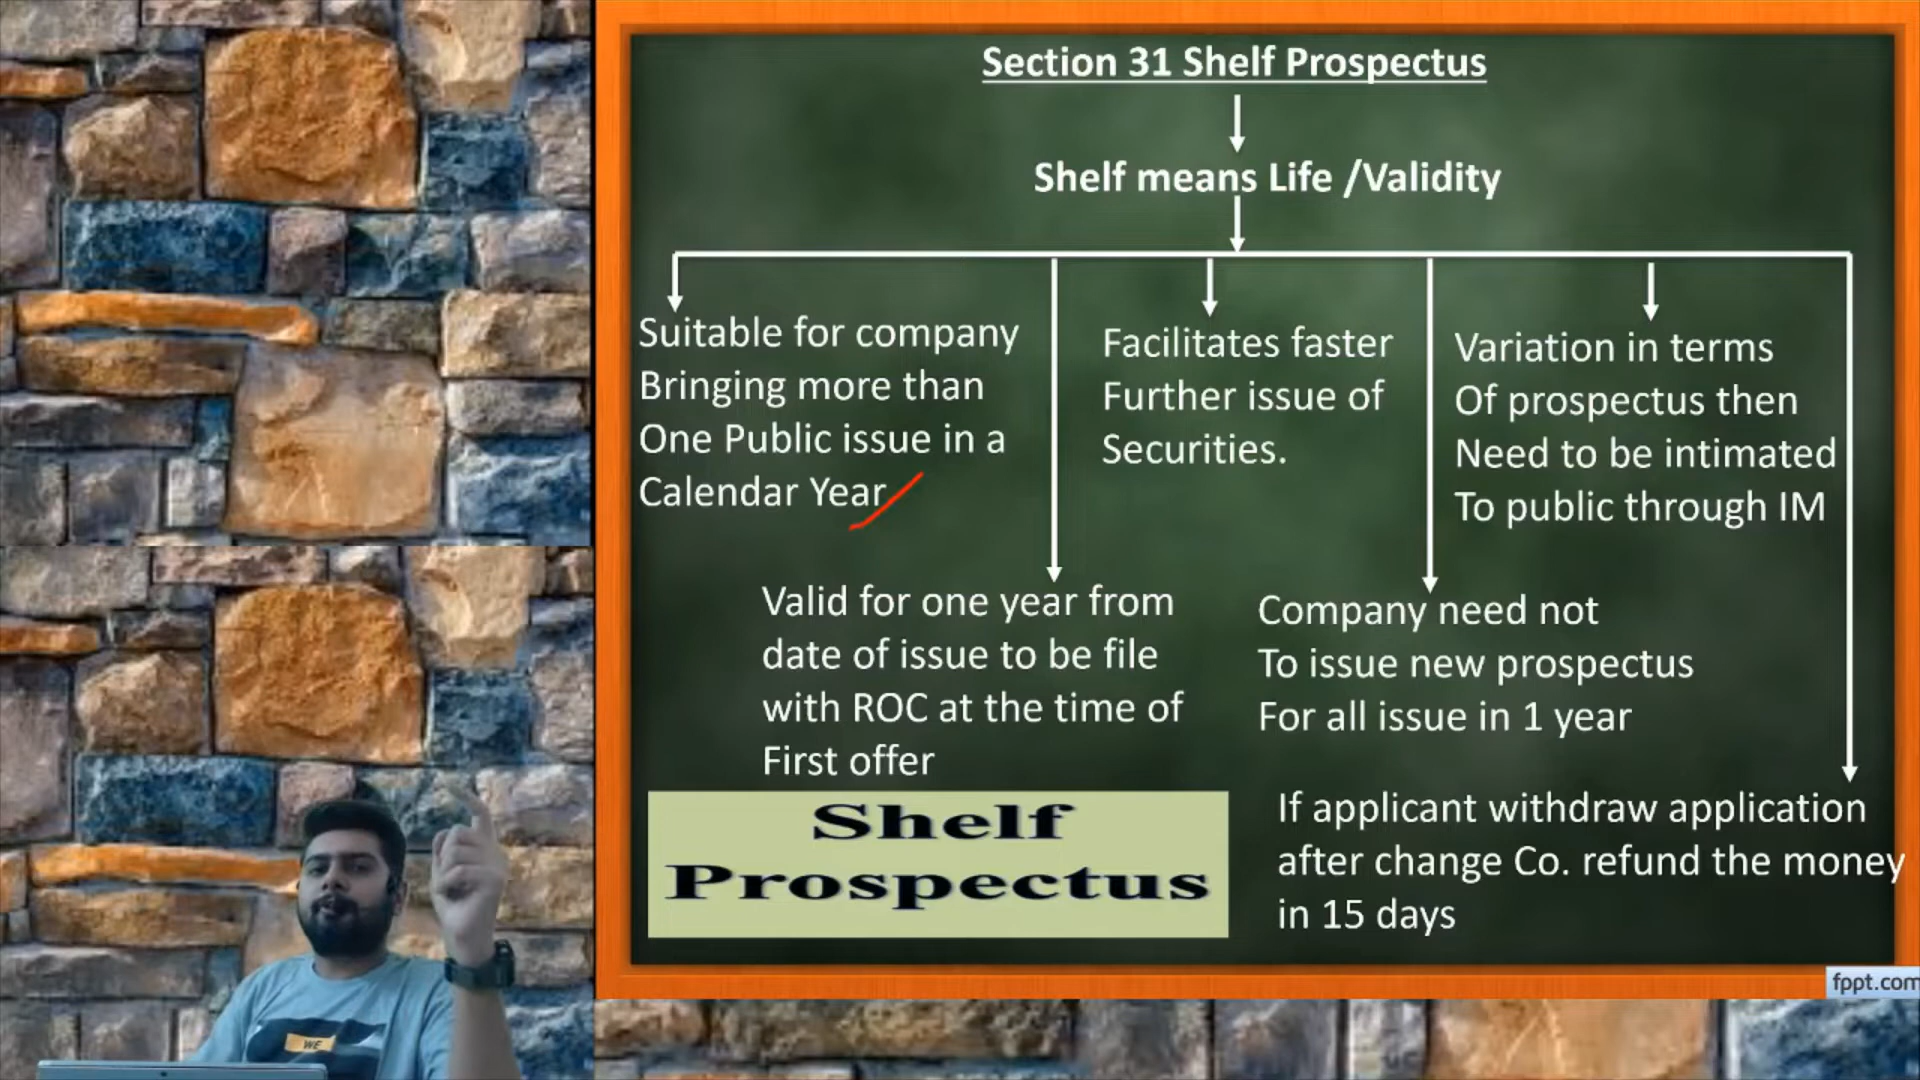 Section 31 Shelf Prospectus
Shelf means Life /Validity
Suitable for company
Bringing more than
One Public issue in a
Calendar Year
Facilitates faster
Further issue of
Securities.
Variation in terms
Of prospectus then
Need to be intimated
To public through IM
Valid for one year from
date of issue to be file
with ROC at the time of
First offer
Company need not
To issue new prospectus
For all issue in 1 year
If applicant withdraw application
after change Co. refund the money
in 15 days
Shelf
Prospectus
fppt.com
WE